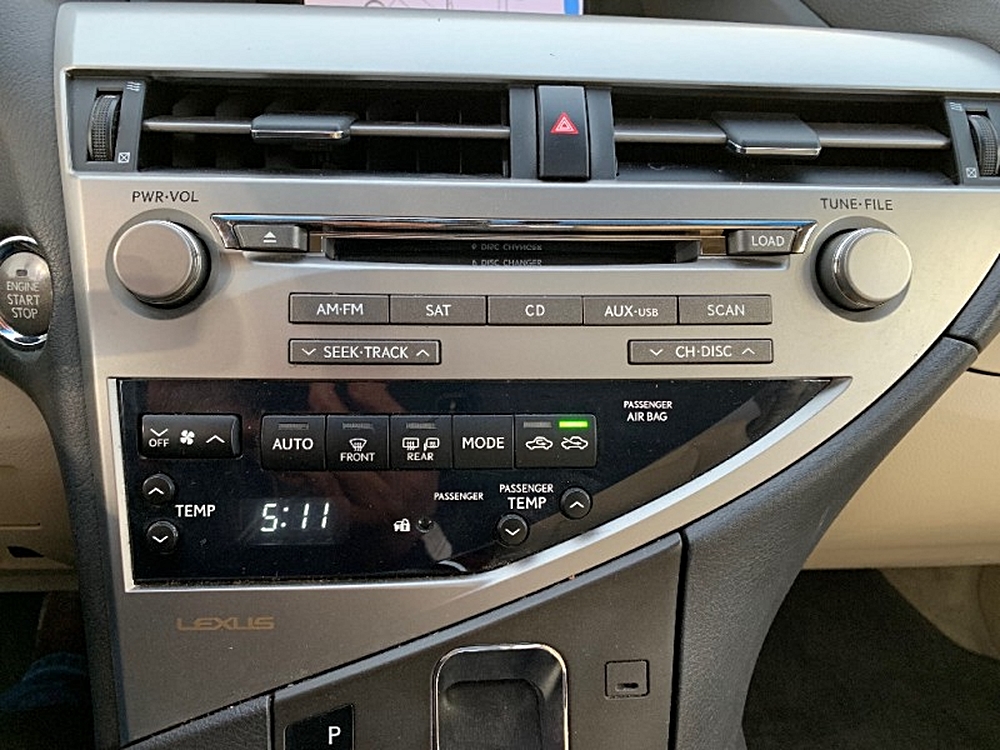 PWR·VOL
TUNE·FILE
LOAD
6 DISC CHANGER
ENGINE
START
STOP
AM·FM
SAT
CD
AUX·USB
SCAN
SEEK·TRACK
CH·DISC
PASSENGER
AIR BAG
OFF
AUTO
FRONT
REAR
MODE
TEMP
5:11
PASSENGER
PASSENGER
TEMP
LEXUS
P